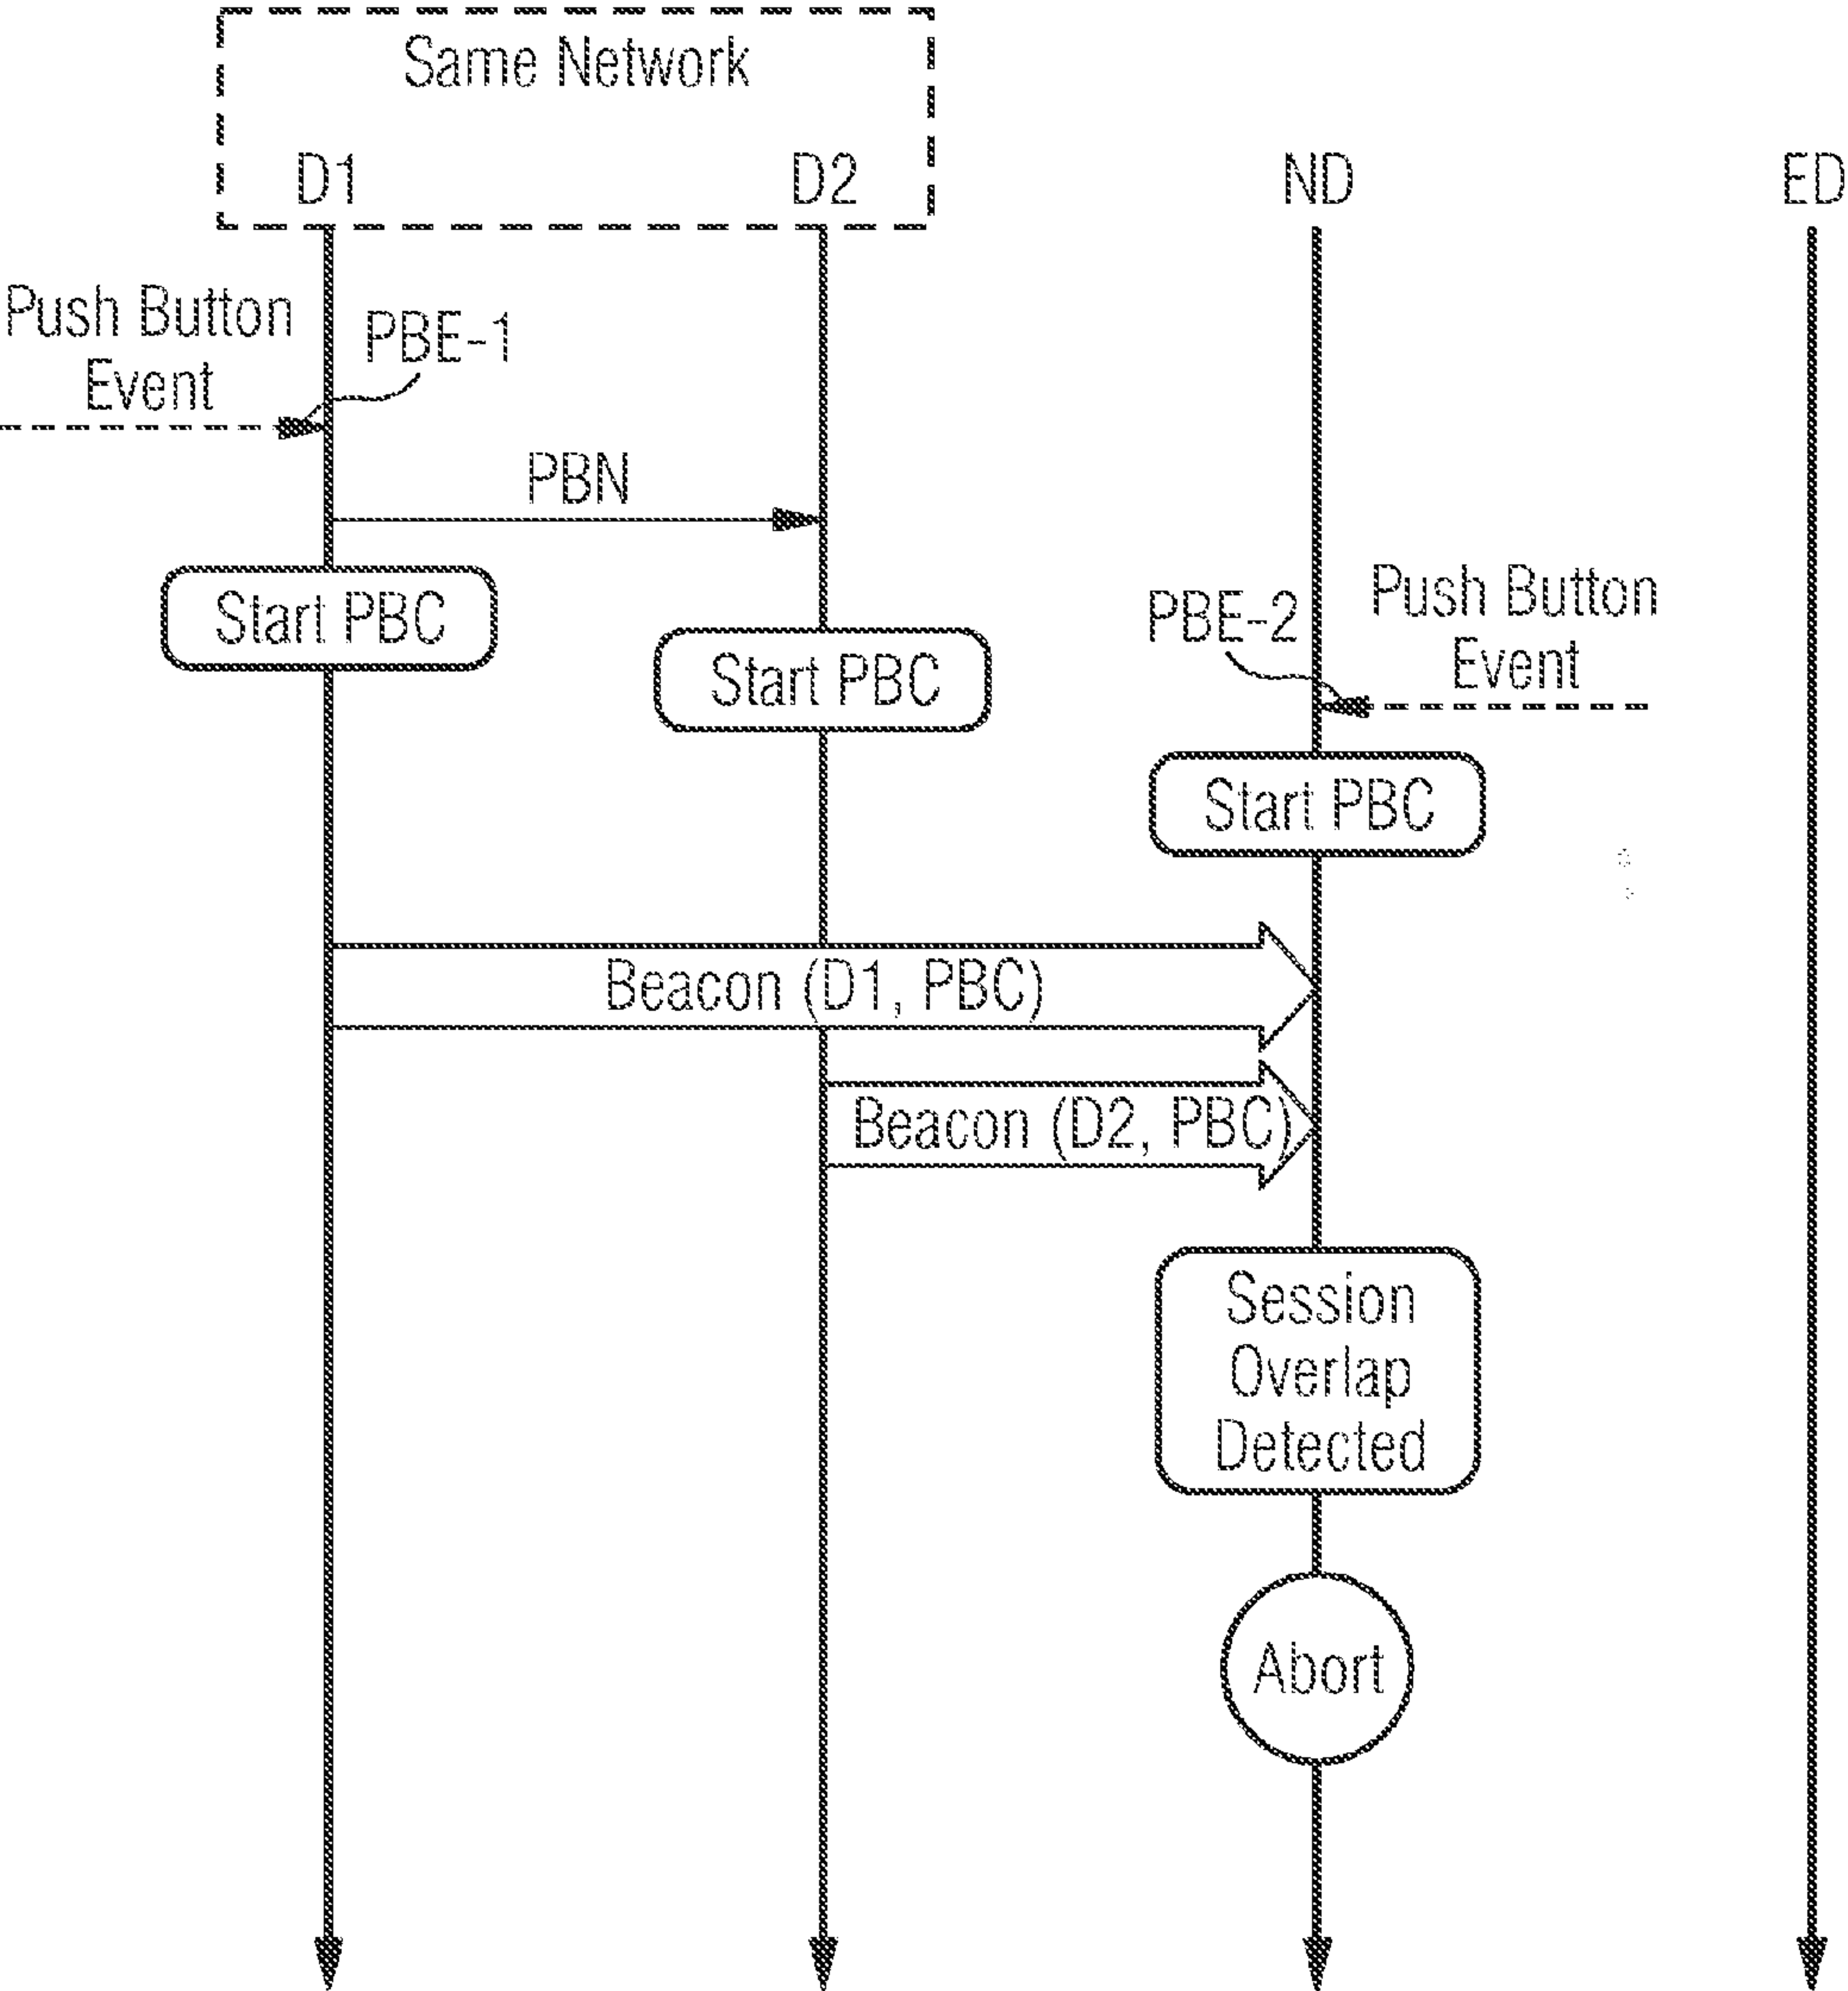 Same Network
D1
D2
ND
ED
Push Button
Event
PBE-1
PBN
Start PBC
Start PBC
PBE-2
Push Button
Event
Start PBC
Beacon (D1, PBC)
Beacon (D2, PBC)
Session
Overlap
Detected
Abort